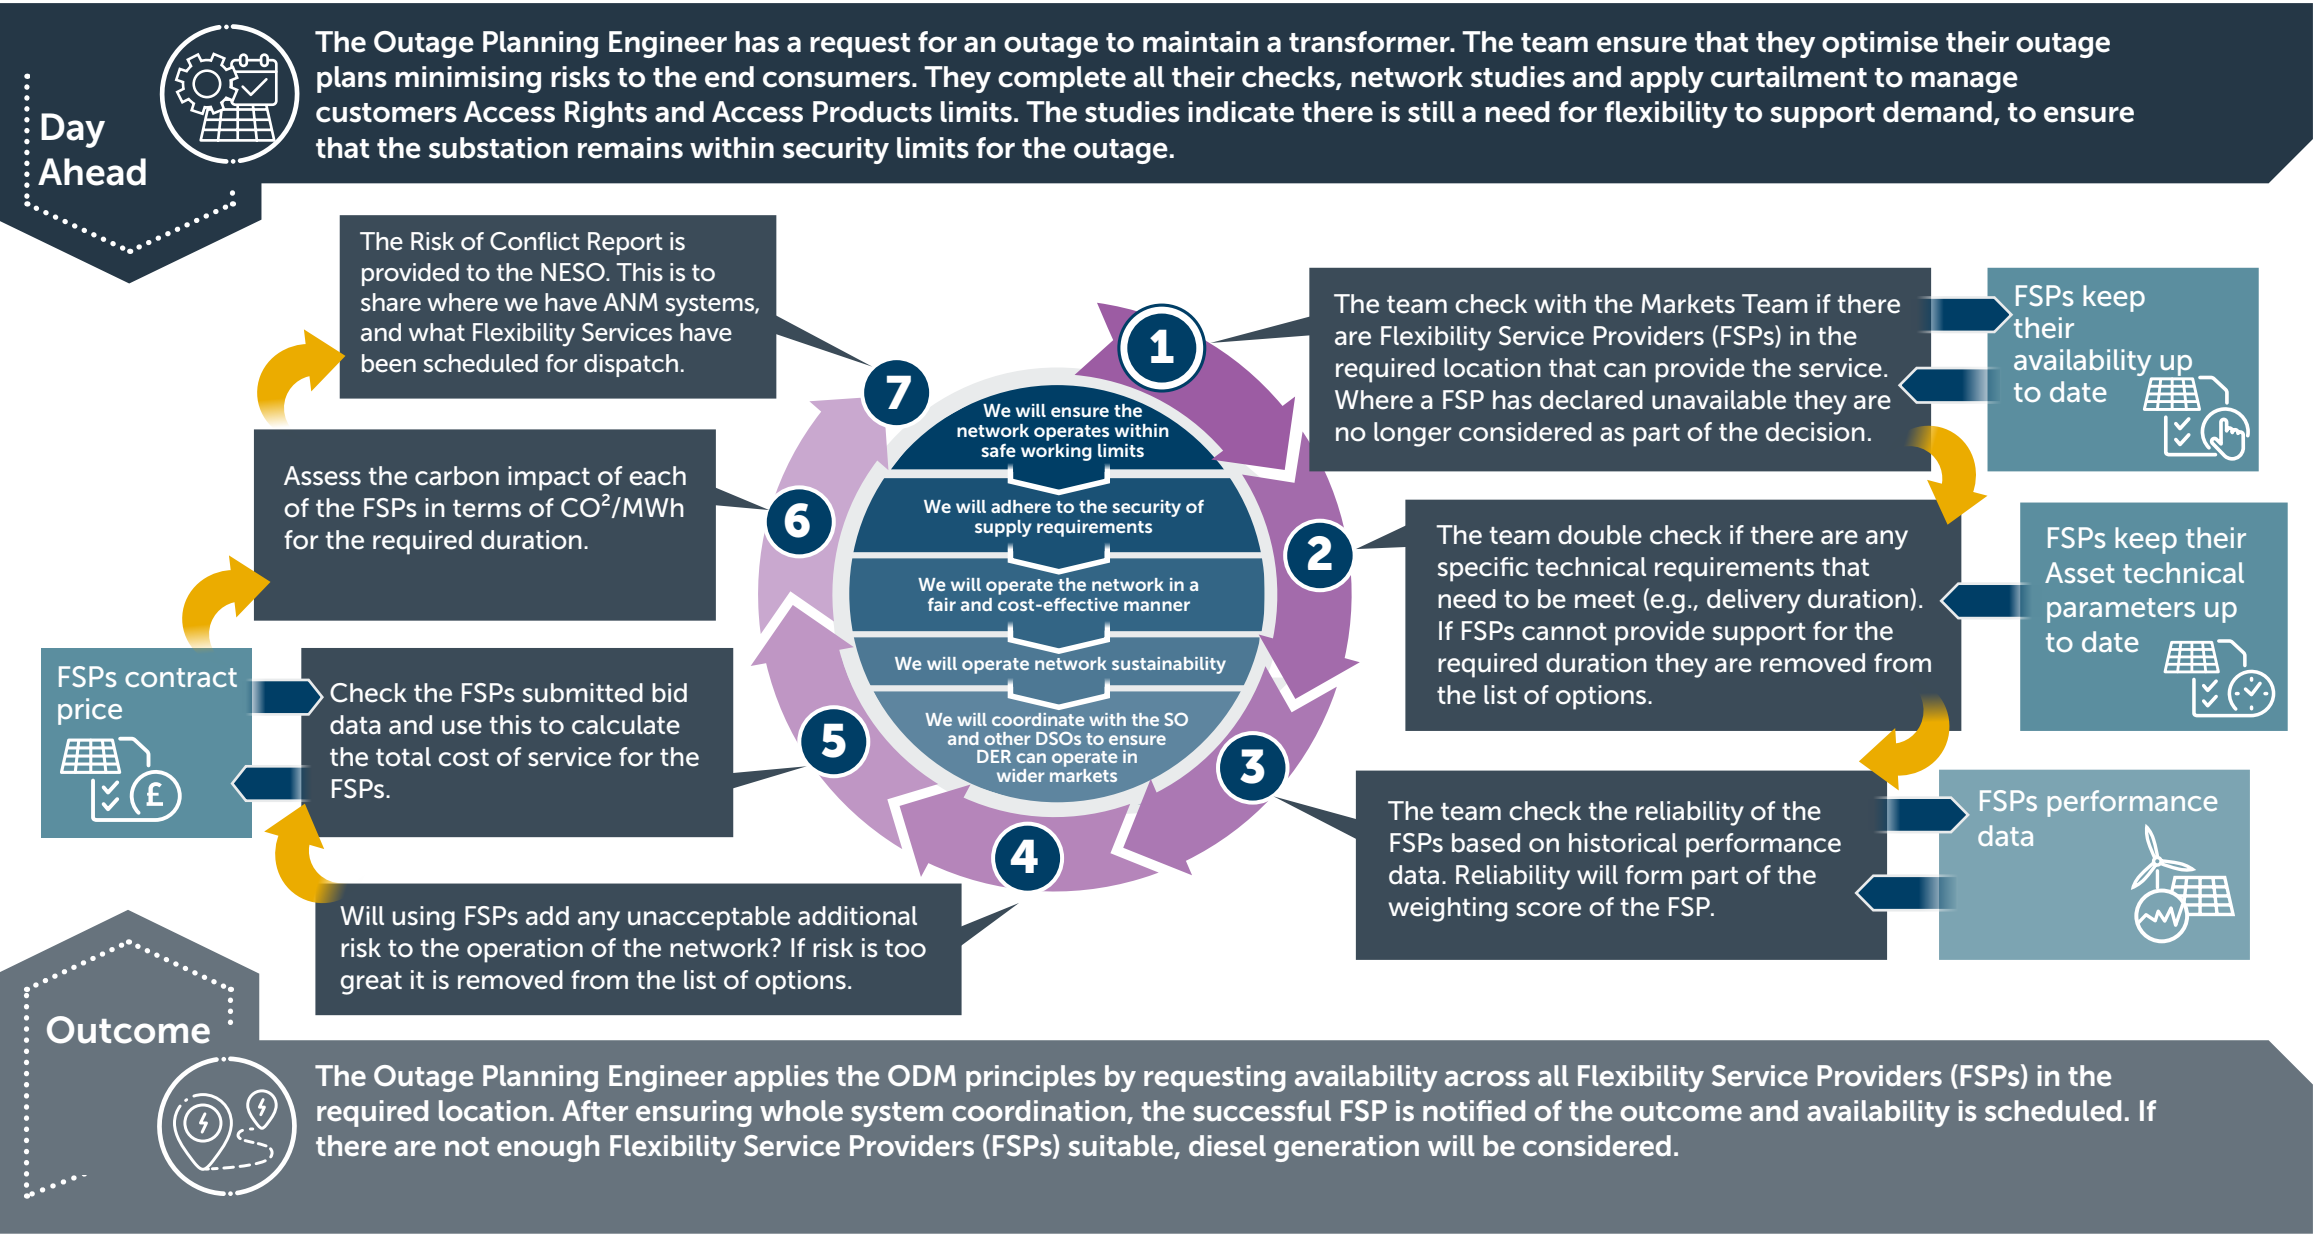 Day
Ahead
The Outage Planning Engineer has a request for an outage to maintain a transformer. The team ensure that they optimise their outage
plans minimising risks to the end consumers. They complete all their checks, network studies and apply curtailment to manage
customers Access Rights and Access Products limits. The studies indicate there is still a need for flexibility to support demand, to ensure
that the substation remains within security limits for the outage.
1
The team check with the Markets Team if there
are Flexibility Service Providers (FSPs) in the
required location that can provide the service.
Where a FSP has declared unavailable they are
no longer considered as part of the decision.
FSPs keep
their
availability up
to date
2
The team double check if there are any
specific technical requirements that
need to be meet (e.g., delivery duration).
If FSPs cannot provide support for the
required duration they are removed from
the list of options.
FSPs keep their
Asset technical
parameters up
to date
3
The team check the reliability of the
FSPs based on historical performance
data. Reliability will form part of the
weighting score of the FSP.
FSPs performance
data
4
Will using FSPs add any unacceptable additional
risk to the operation of the network? If risk is too
great it is removed from the list of options.
5
Check the FSPs submitted bid
data and use this to calculate
the total cost of service for the
FSPs.
FSPs contract
price
£
6
Assess the carbon impact of each
of the FSPs in terms of CO²/MWh
for the required duration.
7
The Risk of Conflict Report is
provided to the NESO. This is to
share where we have ANM systems,
and what Flexibility Services have
been scheduled for dispatch.
We will ensure the
network operates within
safe working limits
We will adhere to the security of
supply requirements
We will operate the network in a
fair and cost-effective manner
We will operate network sustainability
We will coordinate with the SO
and other DSOs to ensure
DER can operate in
wider markets
Outcome
The Outage Planning Engineer applies the ODM principles by requesting availability across all Flexibility Service Providers (FSPs) in the
required location. After ensuring whole system coordination, the successful FSP is notified of the outcome and availability is scheduled. If
there are not enough Flexibility Service Providers (FSPs) suitable, diesel generation will be considered.